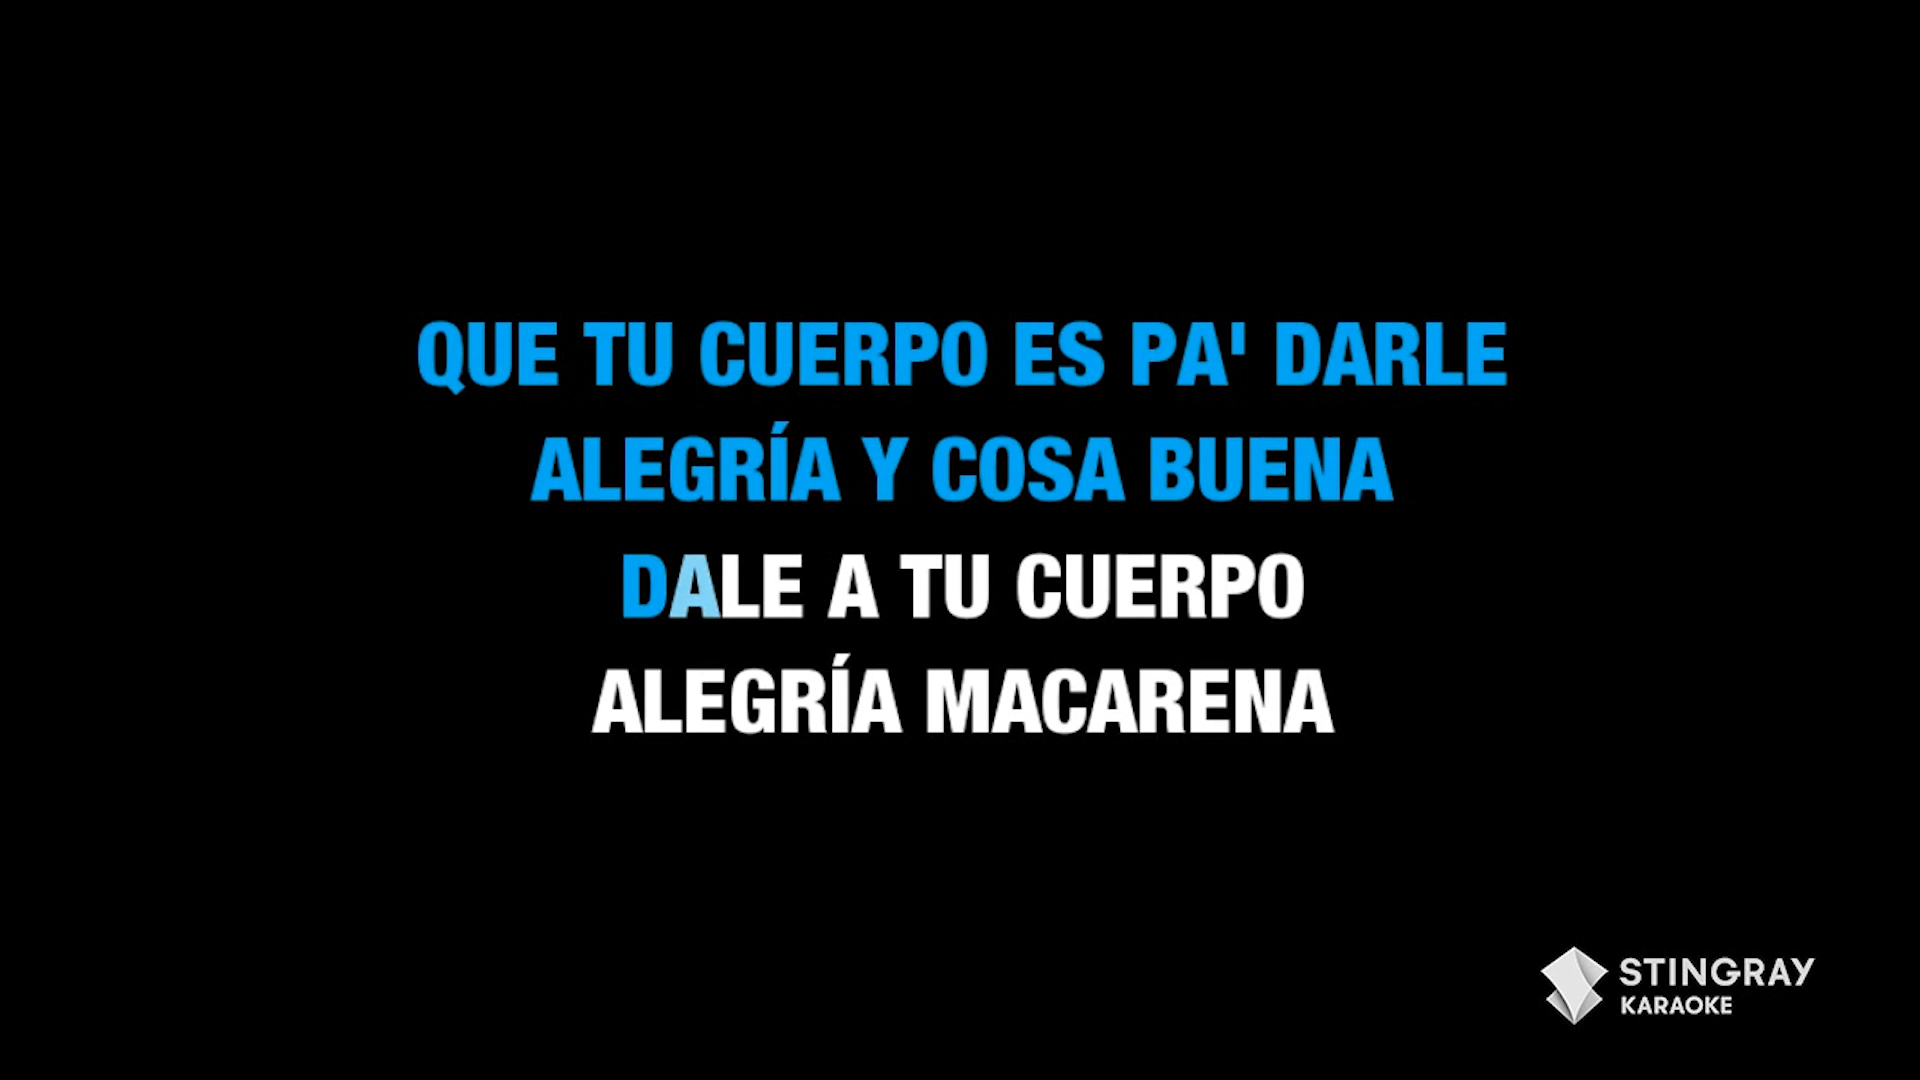 QUE TU CUERPO ES PA' DARLE
ALEGRÍA Y COSA BUENA
DALE A TU CUERPO
ALEGRÍA MACARENA
STINGRAY
KARAOKE